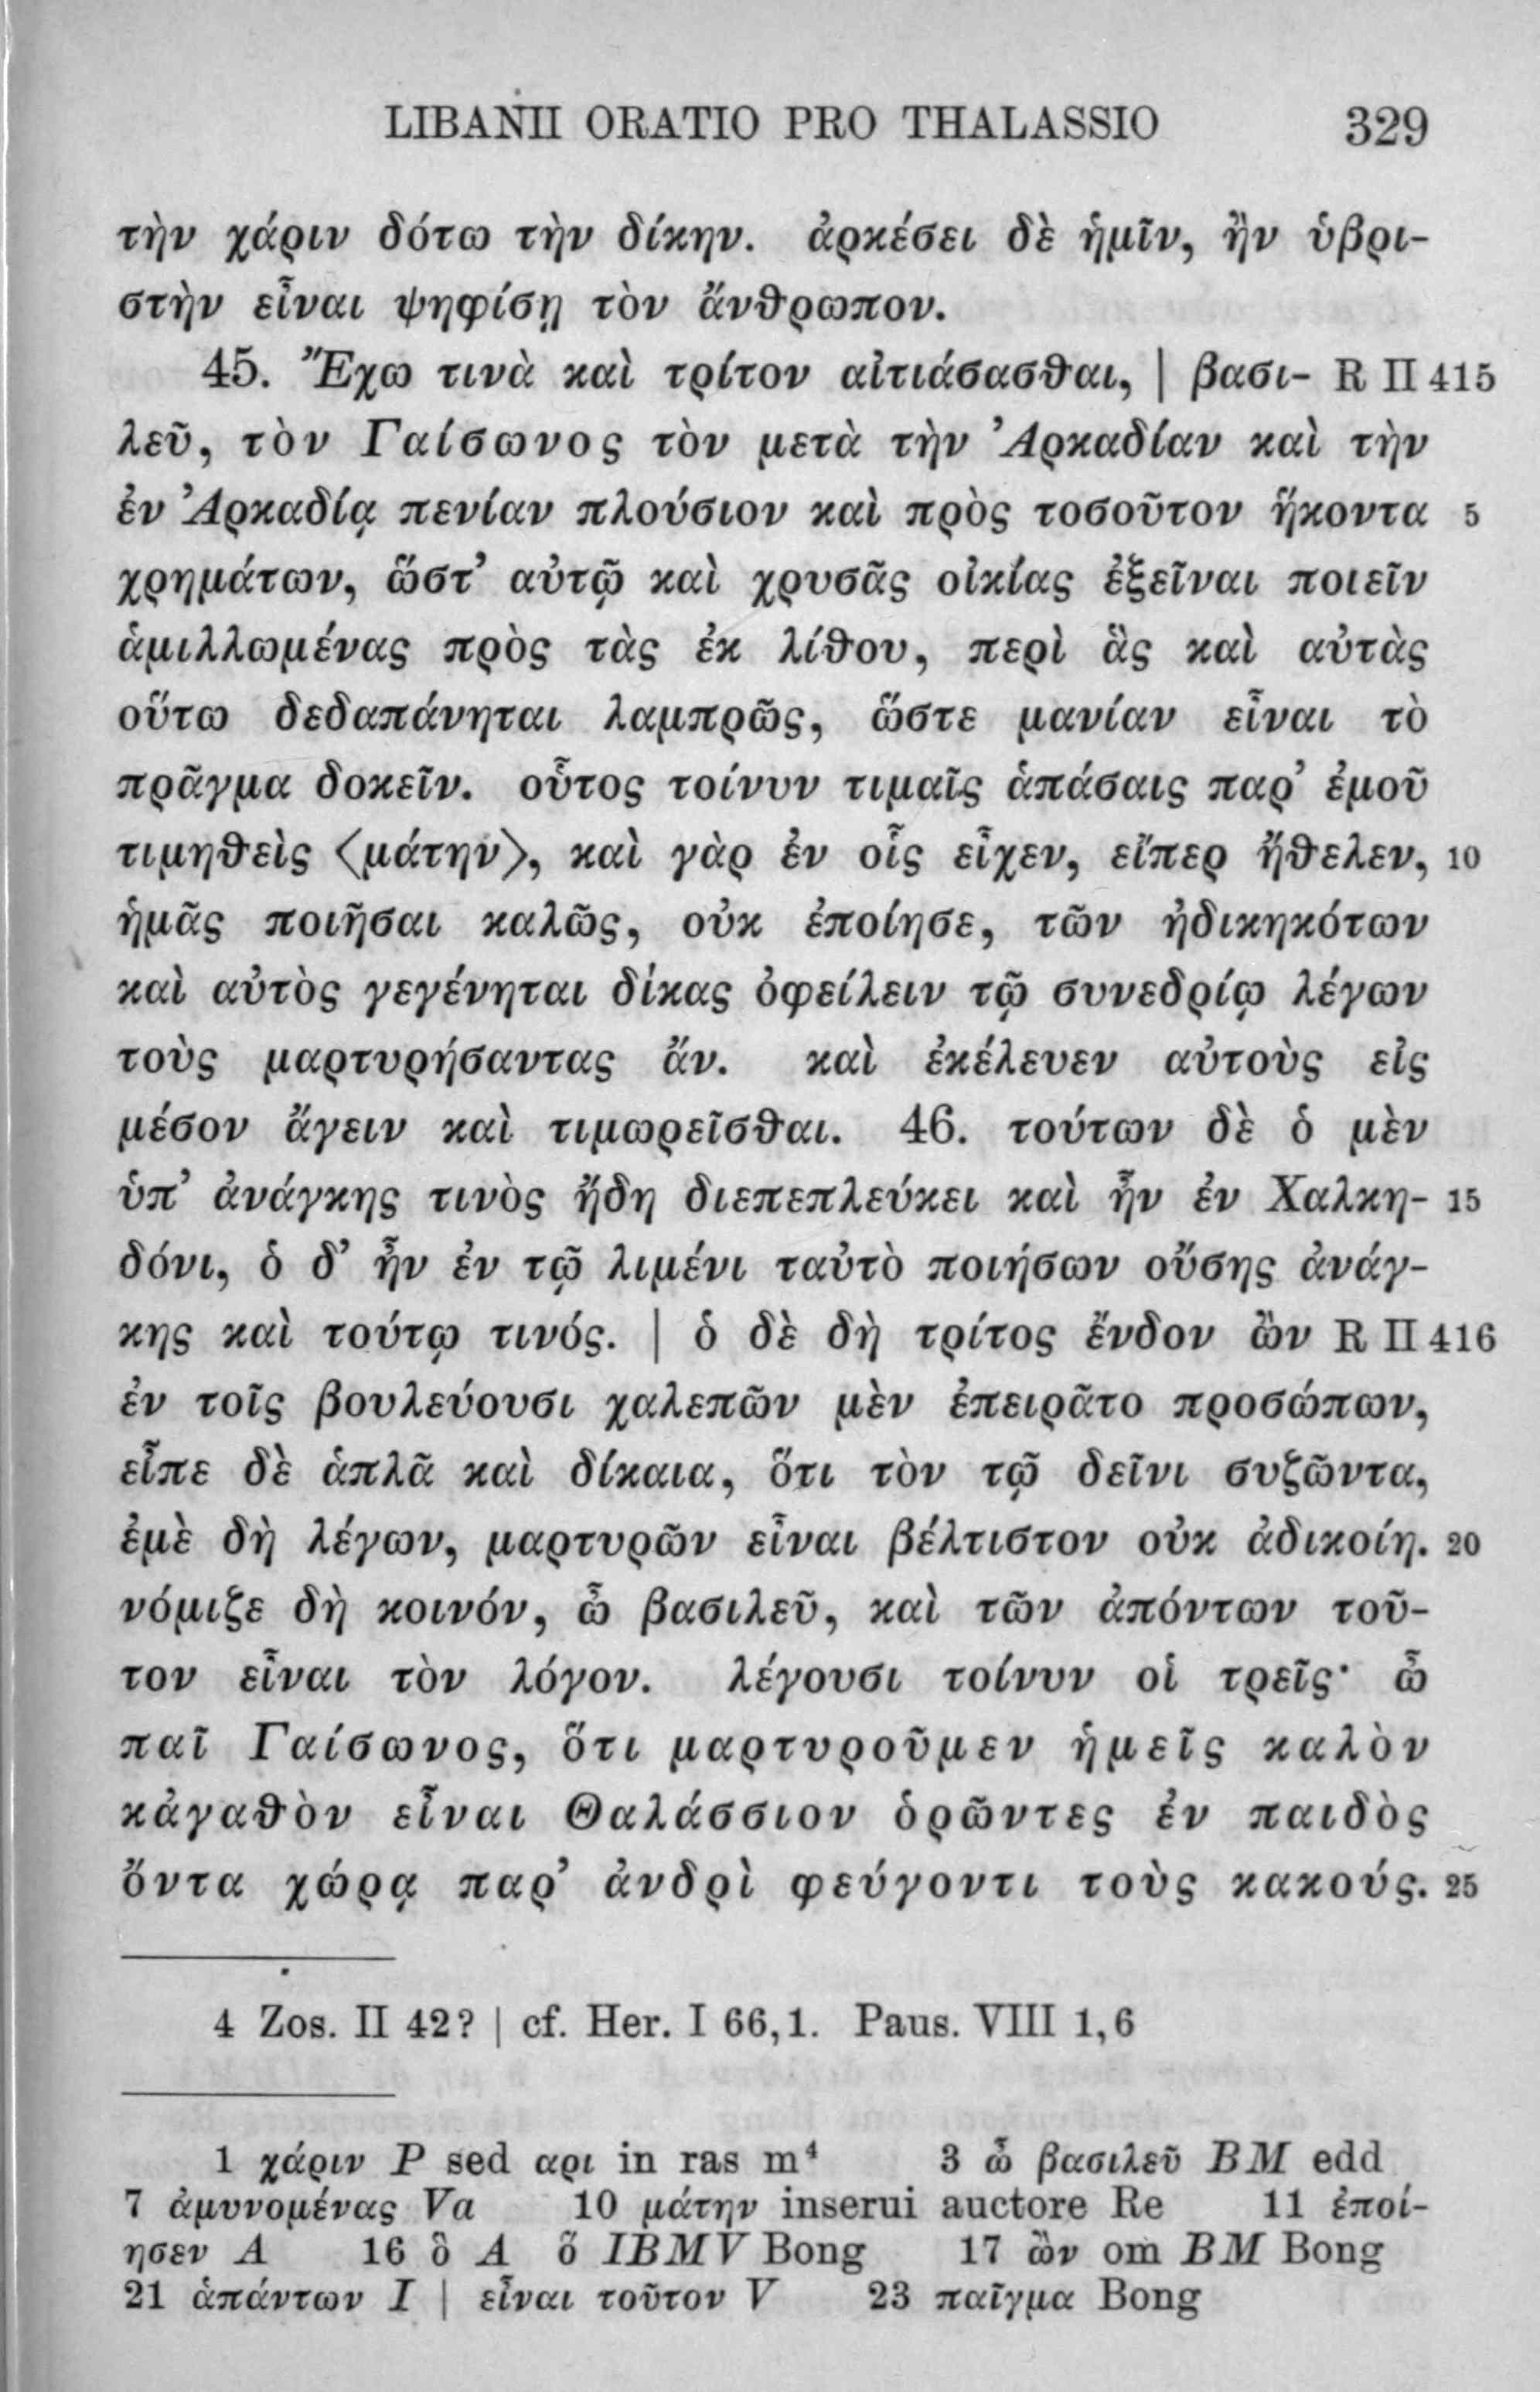 LIBANII ORATIO PRO THALASSIO 329
τὴν χάριν δότω τὴν δίκην. ἀρκέσει δὲ ἡμῖν, ἢν ὑβρι-
στὴν εἶναι ψηφίσῃ τὸν ἄνθρωπον.
45. Ἔχω τινὰ καὶ τρίτον αἰτιάσασθαι, | βασι- R II 415
λεῦ, τὸν Γαίσωνος τὸν μετὰ τὴν Ἀρκαδίαν καὶ τὴν
ἐν Ἀρκαδίᾳ πενίαν πλούσιον καὶ πρὸς τοσοῦτον ἥκοντα 5
χρημάτων, ὥστ’ αὐτῷ καὶ χρυσᾶς οἰκίας ἐξεῖναι ποιεῖν
ἁμιλλωμένας πρὸς τὰς ἐκ λίθου, περὶ ἃς καὶ αὐτὰς
οὕτω δεδαπάνηται λαμπρῶς, ὥστε μανίαν εἶναι τὸ
πρᾶγμα δοκεῖν. οὗτος τοίνυν τιμαῖς ἁπάσαις παρ’ ἐμοῦ
τιμηθεὶς ⟨μάτην⟩, καὶ γὰρ ἐν οἷς εἶχεν, εἴπερ ἤθελεν, 10
ἡμᾶς ποιῆσαι καλῶς, οὐκ ἐποίησε, τῶν ἠδικηκότων
καὶ αὐτὸς γεγένηται δίκας ὀφείλειν τῷ συνεδρίῳ λέγων
τοὺς μαρτυρήσαντας ἄν. καὶ ἐκέλευεν αὐτοὺς εἰς
μέσον ἄγειν καὶ τιμωρεῖσθαι. 46. τούτων δὲ ὁ μὲν
ὑπ’ ἀνάγκης τινὸς ἤδη διεπεπλεύκει καὶ ἦν ἐν Χαλκη- 15
δόνι, ὁ δ’ ἦν ἐν τῷ λιμένι ταὐτὸ ποιήσων οὔσης ἀνάγ-
κης καὶ τούτῳ τινός. | ὁ δὲ δὴ τρίτος ἔνδον ὢν R II 416
ἐν τοῖς βουλεύουσι χαλεπῶν μὲν ἐπειρᾶτο προσώπων,
εἶπε δὲ ἁπλᾶ καὶ δίκαια, ὅτι τὸν τῷ δεῖνι συζῶντα,
ἐμὲ δὴ λέγων, μαρτυρῶν εἶναι βέλτιστον οὐκ ἀδικοίη. 20
νόμιζε δὴ κοινόν, ὦ βασιλεῦ, καὶ τῶν ἀπόντων τοῦ-
τον εἶναι τὸν λόγον. λέγουσι τοίνυν οἱ τρεῖς· ὦ
παῖ Γαίσωνος, ὅτι μαρτυροῦμεν ἡμεῖς καλὸν
κἀγαθὸν εἶναι Θαλάσσιον ὁρῶντες ἐν παιδὸς
ὄντα χώρᾳ παρ’ ἀνδρὶ φεύγοντι τοὺς κακούς. 25
4 Zos. II 42? | cf. Her. I 66,1. Paus. VIII 1,6
1 χάριν P sed αρι in ras m⁴ 3 ὦ βασιλεῦ BM edd
7 ἀμυνομένας Va 10 μάτην inserui auctore Re 11 ἐποί-
ησεν A 16 ὃ A ὅ IBMV Bong 17 ὢν om BM Bong
21 ἁπάντων I | εἶναι τοῦτον V 23 παῖγμα Bong